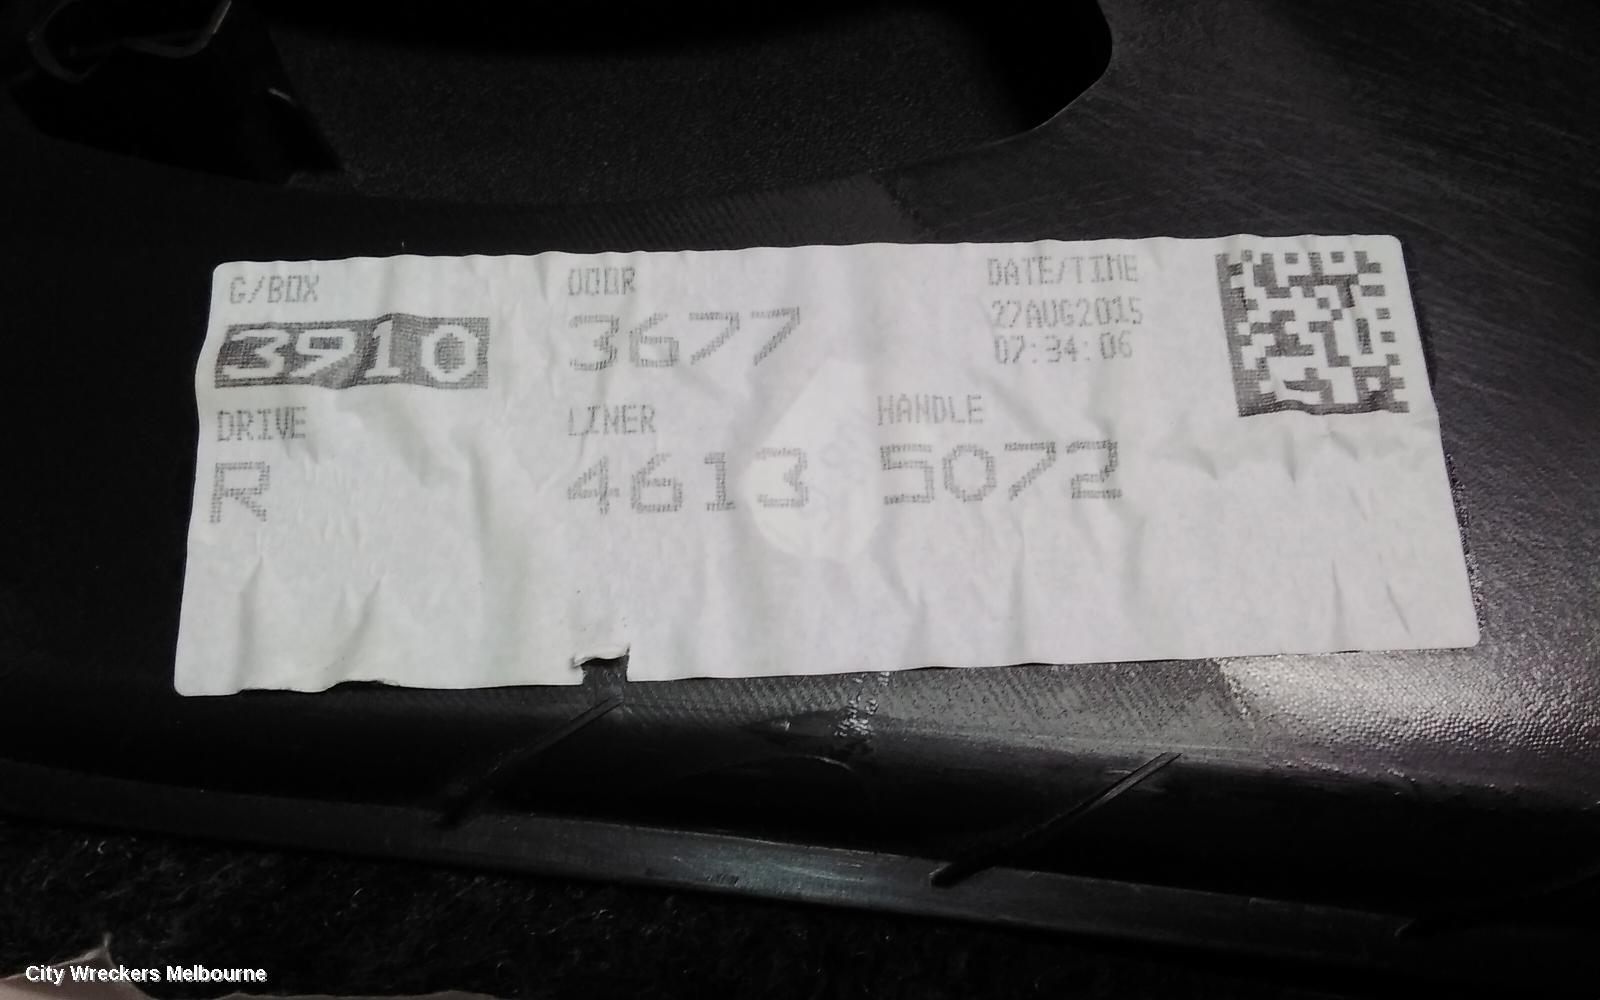 G/BOX DOOR DATE/TIME
3910 3677 27AUG2015
07:34:06
DRIVE LINER HANDLE
R 4613 5072
City Wreckers Melbourne